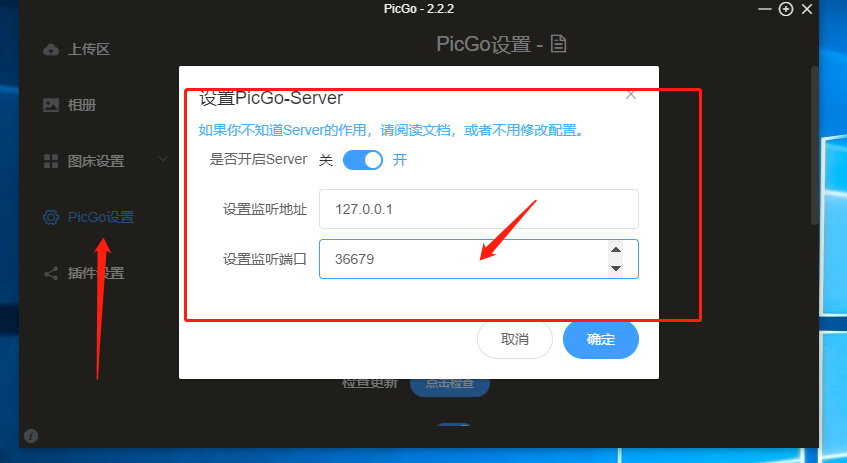 PicGo - 2.2.2
上传区
PicGo设置 -
相册
图床设置
PicGo设置
插件设置
设置PicGo-Server
如果你不知道Server的作用，请阅读文档，或者不用修改配置。
是否开启Server 关 开
设置监听地址 127.0.0.1
设置监听端口 36679
取消 确定
检查更新 点击检查